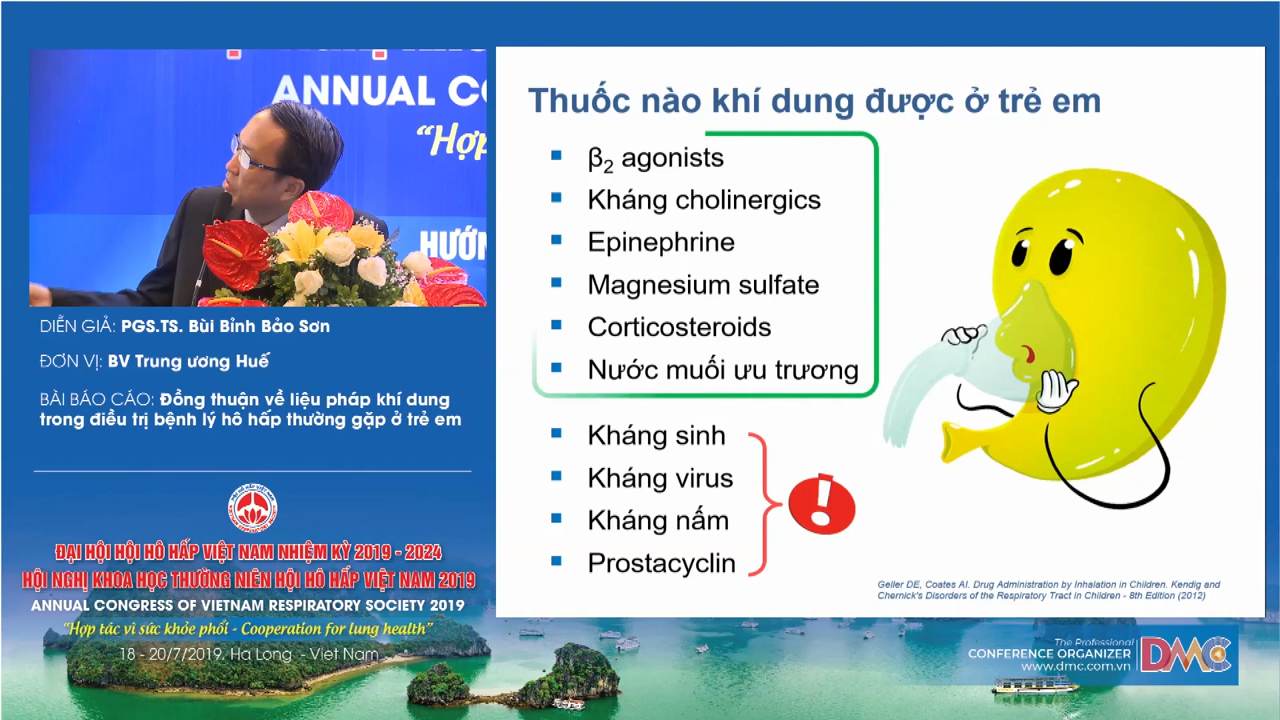 ANNUAL CO
“Hợp
HƯỚN
DIỄN GIẢ: PGS.TS. Bùi Bỉnh Bảo Sơn
ĐƠN VỊ: BV Trung ương Huế
BÀI BÁO CÁO: Đồng thuận về liệu pháp khí dung
trong điều trị bệnh lý hô hấp thường gặp ở trẻ em
ĐẠI HỘI HỘI HÔ HẤP VIỆT NAM NHIỆM KỲ 2019 - 2024
HỘI NGHỊ KHOA HỌC THƯỜNG NIÊN HỘI HÔ HẤP VIỆT NAM 2019
ANNUAL CONGRESS OF VIETNAM RESPIRATORY SOCIETY 2019
“Hợp tác vì sức khỏe phổi - Cooperation for lung health”
18 - 20/7/2019. Ha Long - Viet Nam
Thuốc nào khí dung được ở trẻ em
β₂ agonists
Kháng cholinergics
Epinephrine
Magnesium sulfate
Corticosteroids
Nước muối ưu trương
Kháng sinh
Kháng virus
Kháng nấm
Prostacyclin
Geller DE, Coates Al. Drug Administration by Inhalation in Children. Kendig and
Chernick's Disorders of the Respiratory Tract in Children - 8th Edition (2012)
The Professional
CONFERENCE ORGANIZER
www.dmc.com.vn
DMC